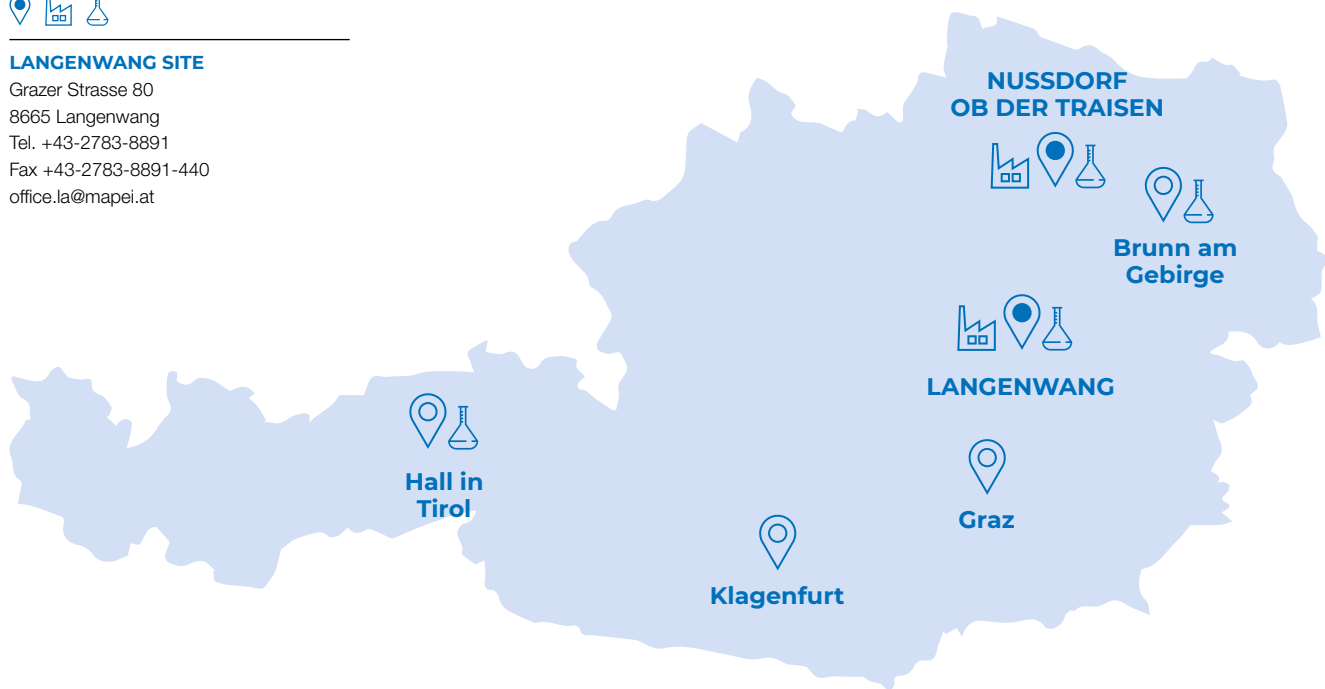 LANGENWANG SITE
Grazer Strasse 80
8665 Langenwang
Tel. +43-2783-8891
Fax +43-2783-8891-440
office.la@mapei.at
NUSSDORF
OB DER TRAISEN
Brunn am
Gebirge
LANGENWANG
Hall in
Tirol
Graz
Klagenfurt